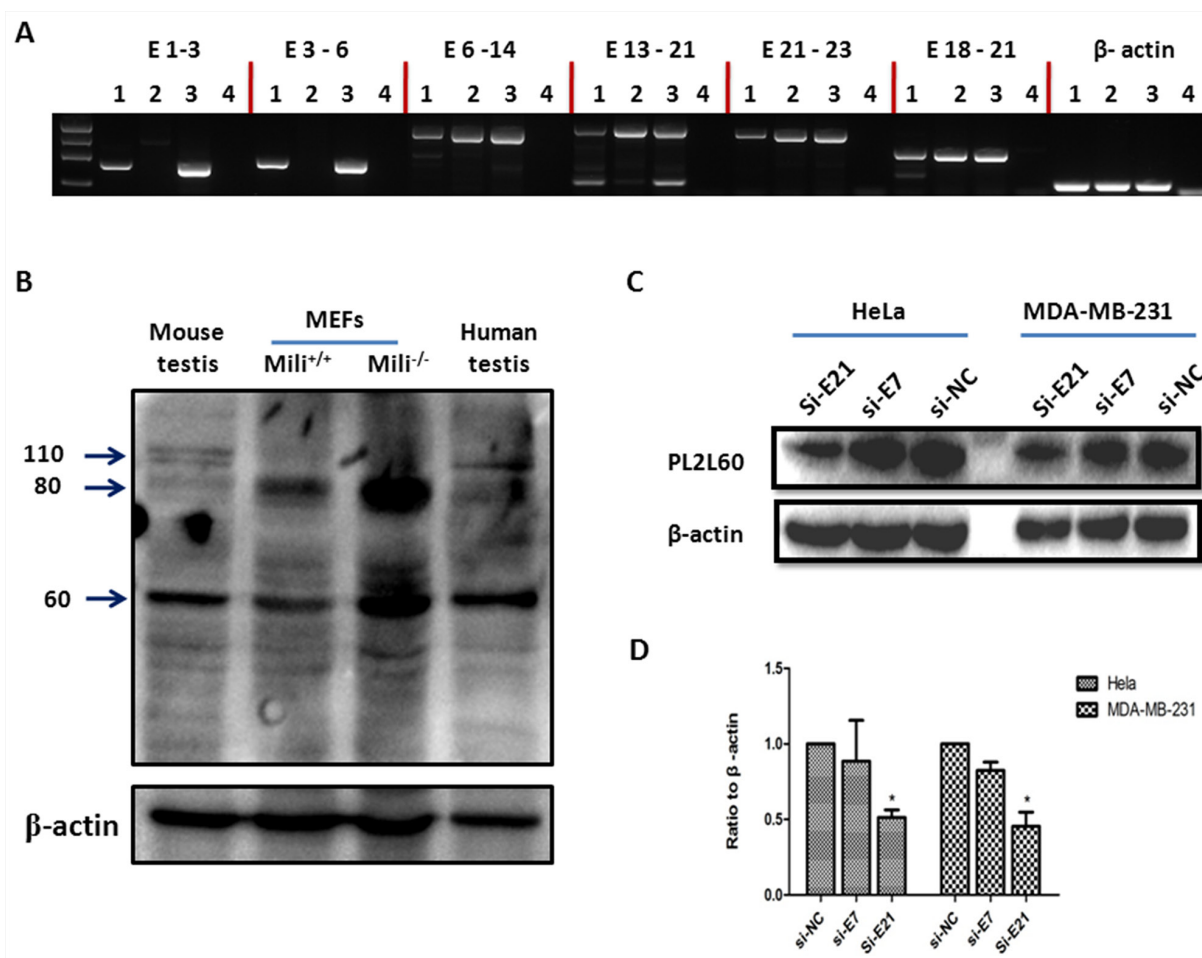 A
E 1-3 E 3 - 6 E 6 -14 E 13 - 21 E 21 - 23 E 18 - 21 β- actin
1 2 3 4 1 2 3 4 1 2 3 4 1 2 3 4 1 2 3 4 1 2 3 4 1 2 3 4
B
Mouse testis
MEFs
Mili+/+ Mili-/-
Human testis
110
80
60
β-actin
C
HeLa MDA-MB-231
Si-E21 si-E7 si-NC Si-E21 si-E7 si-NC
PL2L60
β-actin
D
Ratio to β -actin
1.5
1.0
0.5
0.0
* *
si-NC si-E7 Si-E21 si-NC si-E7 Si-E21
Hela
MDA-MB-231